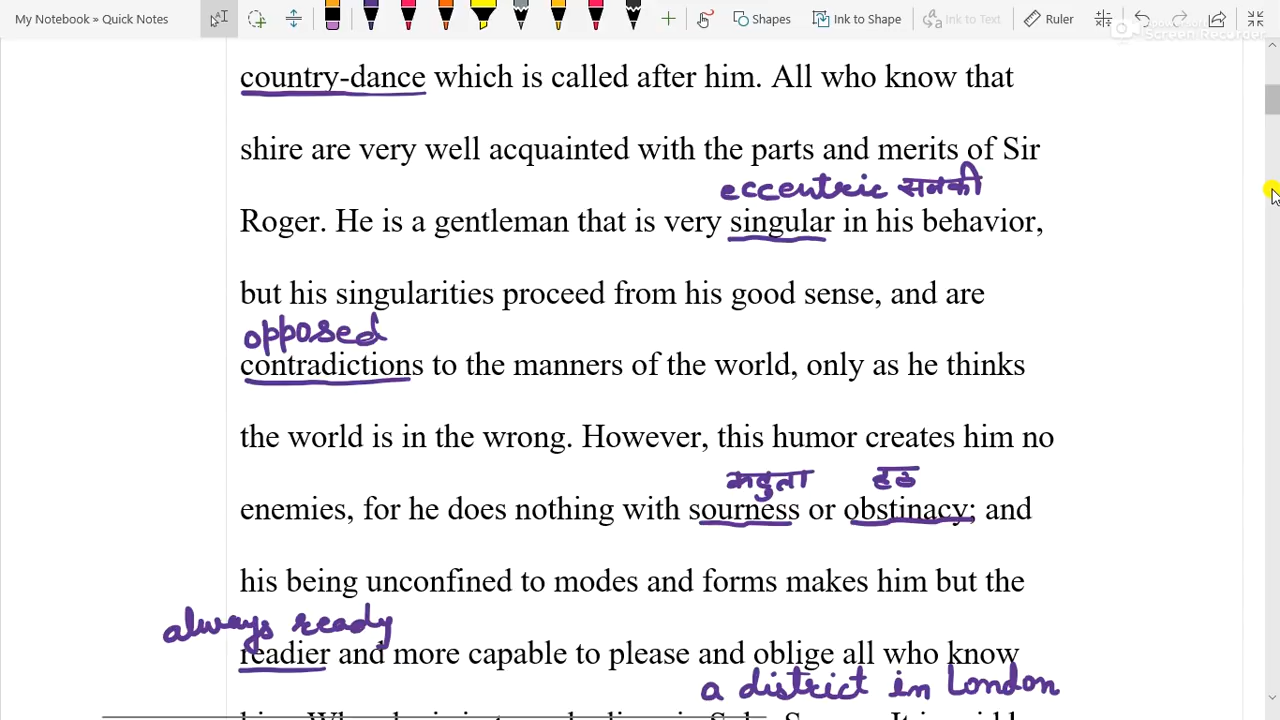 My Notebook » Quick Notes
Shapes Ink to Shape Ink to Text Ruler
Screen Recorder
country-dance which is called after him. All who know that
shire are very well acquainted with the parts and merits of Sir
eccentric सनकी
Roger. He is a gentleman that is very singular in his behavior,
but his singularities proceed from his good sense, and are
opposed
contradictions to the manners of the world, only as he thinks
the world is in the wrong. However, this humor creates him no
हठ
enemies, for he does nothing with sourness or obstinacy; and
his being unconfined to modes and forms makes him but the
always ready
readier and more capable to please and oblige all who know
a district in London